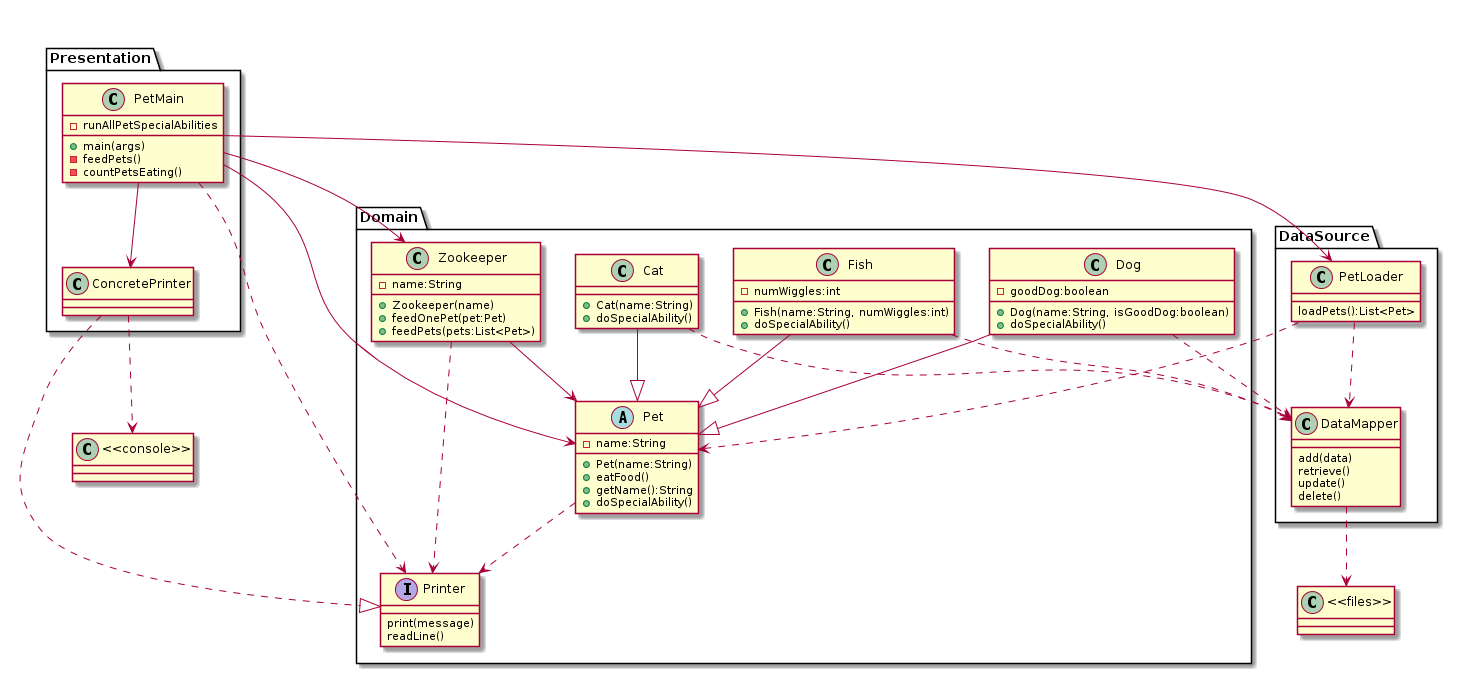 Presentation
C PetMain
runAllPetSpecialAbilities
main(args)
feedPets()
countPetsEating()
C ConcretePrinter
C <<console>>
Domain
C Zookeeper
name:String
Zookeeper(name)
feedOnePet(pet:Pet)
feedPets(pets:List<Pet>)
C Cat
Cat(name:String)
doSpecialAbility()
C Fish
numWiggles:int
Fish(name:String, numWiggles:int)
doSpecialAbility()
C Dog
goodDog:boolean
Dog(name:String, isGoodDog:boolean)
doSpecialAbility()
A Pet
name:String
Pet(name:String)
eatFood()
getName():String
doSpecialAbility()
I Printer
print(message)
readLine()
DataSource
C PetLoader
loadPets():List<Pet>
C DataMapper
add(data)
retrieve()
update()
delete()
C <<files>>